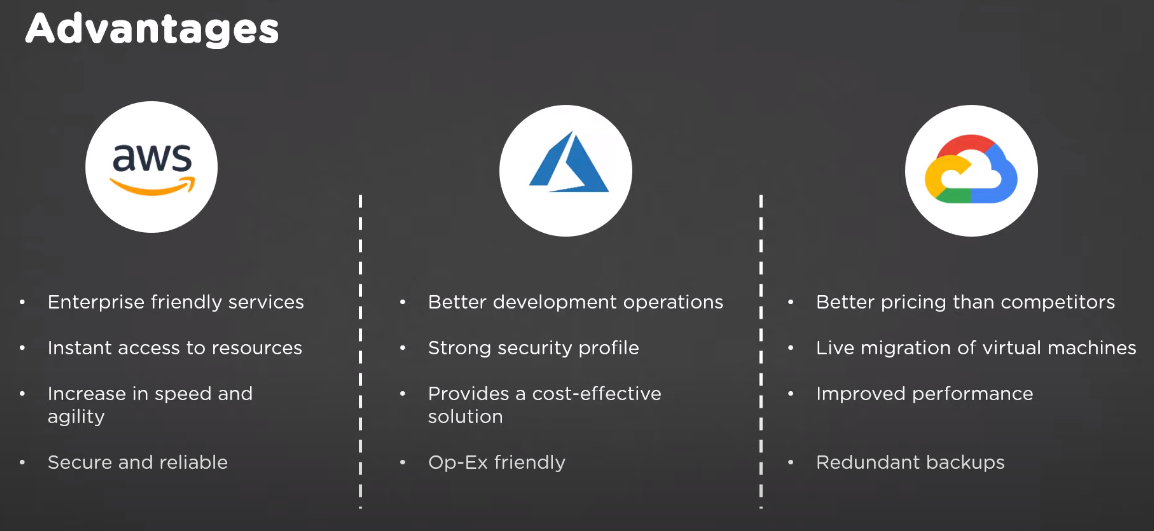 Advantages
aws
• Enterprise friendly services
• Instant access to resources
• Increase in speed and
agility
• Secure and reliable
• Better development operations
• Strong security profile
• Provides a cost-effective
solution
• Op-Ex friendly
• Better pricing than competitors
• Live migration of virtual machines
• Improved performance
• Redundant backups